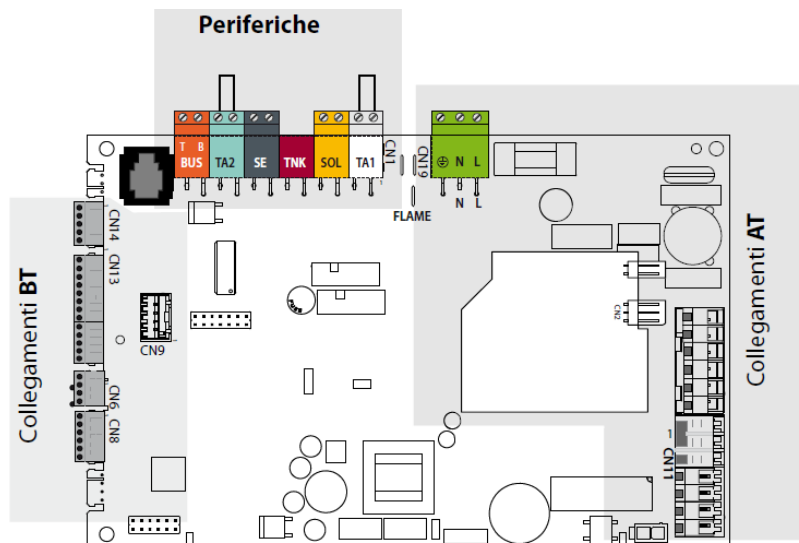 Periferiche
T B
BUS TA2 SE TNK SOL TA1
CN1
CN19
N L
N L
FLAME
CN14
CN13
CN9
CN6
CN8
Collegamenti BT
CN2
Collegamenti AT
1
CN11